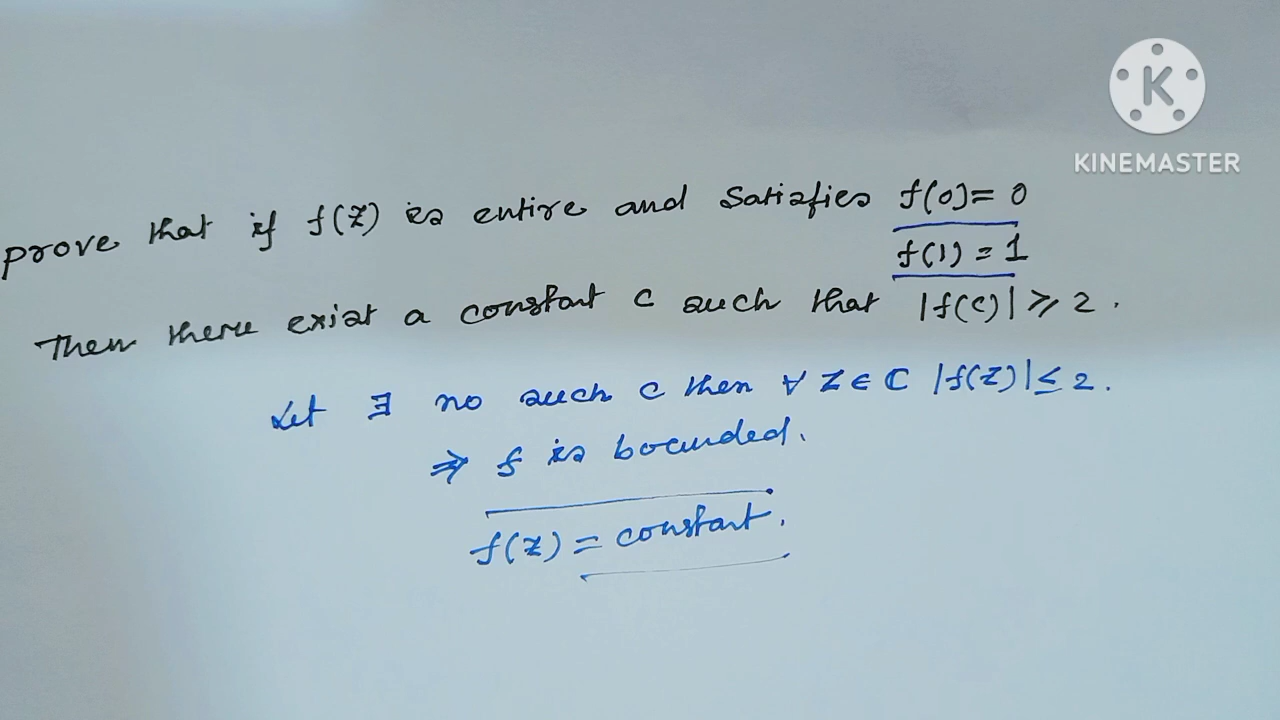 K
KINEMASTER
prove that if f(z) is entire and satisfies f(0)=0
f(1) = 1
Then there exist a constant c such that |f(c)| ⩾ 2.
Let ∃ no such c then ∀ z ∈ ℂ |f(z)| ≤ 2.
⇒ f is bounded.
f(z) = constant.